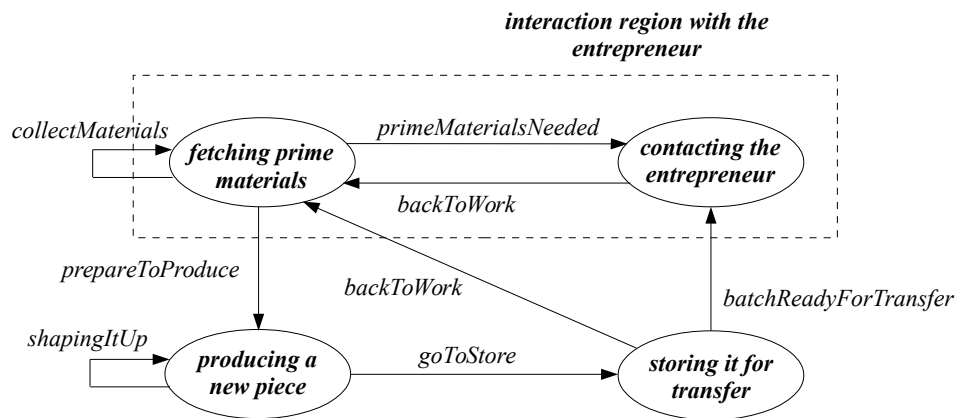 interaction region with the
entrepreneur
collectMaterials
primeMaterialsNeeded
fetching prime
materials
contacting the
entrepreneur
backToWork
prepareToProduce
backToWork
batchReadyForTransfer
shapingItUp
producing a
new piece
goToStore
storing it for
transfer